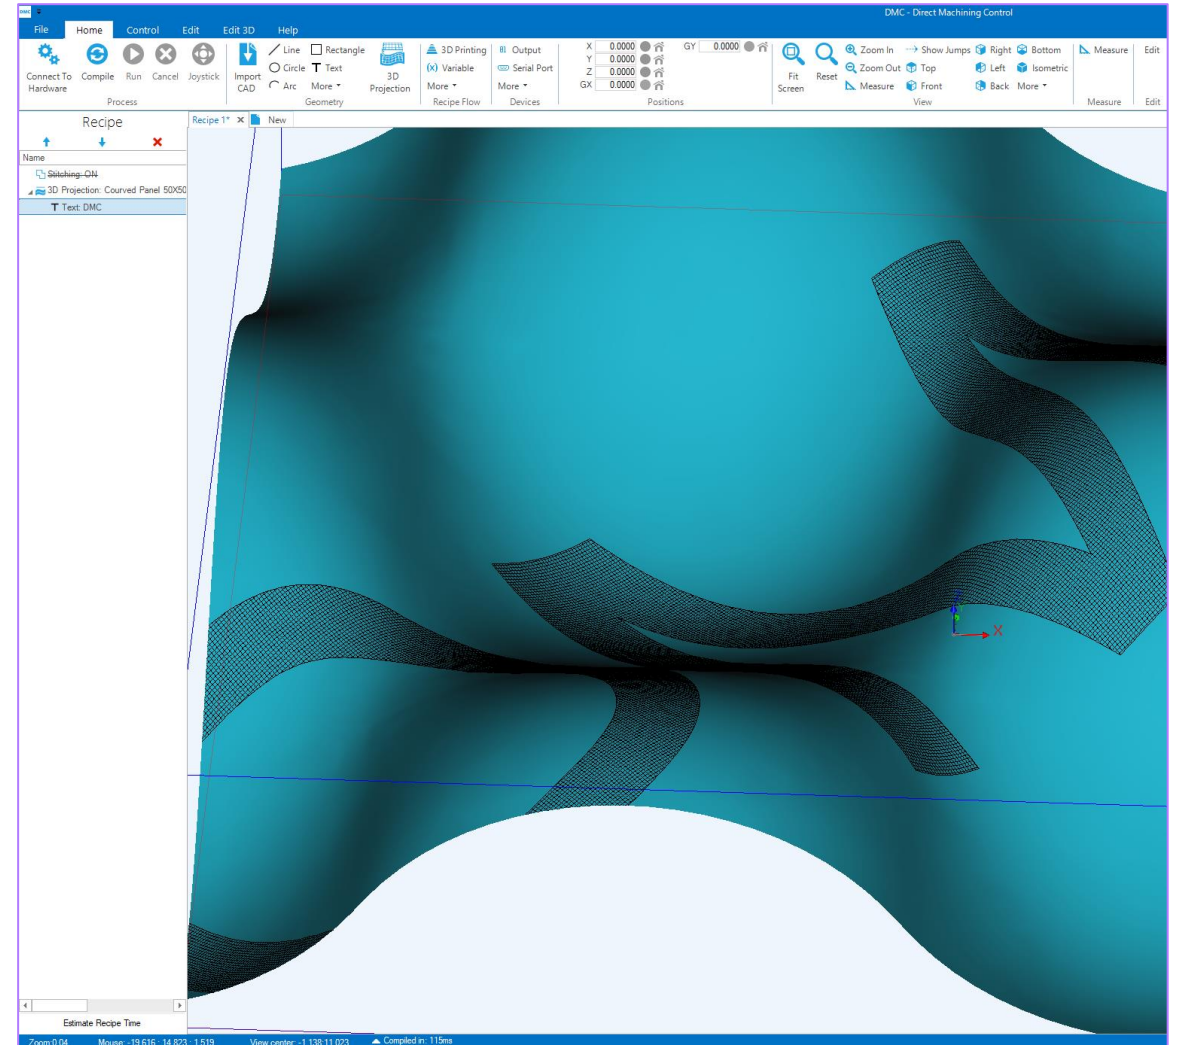 DMC
DMC - Direct Machining Control
File Home Control Edit Edit 3D Help
Connect To Hardware
Compile
Run
Cancel
Joystick
Process
Import CAD
Line
Rectangle
Circle
Text
Arc
More
3D Projection
Geometry
3D Printing
Variable
More
Recipe Flow
Output
Serial Port
More
Devices
X 0.0000
Y 0.0000
Z 0.0000
GX 0.0000
GY 0.0000
Positions
Fit Screen
Reset
Zoom In
Zoom Out
Measure
Show Jumps
Top
Front
Right
Left
Back
Bottom
Isometric
More
View
Measure
Measure
Edit
Edit
Recipe
Recipe 1*
New
Name
Stitching: ON
3D Projection: Courved Panel 50X50
Text: DMC
X
Estimate Recipe Time
Zoom:0.04 Mouse: -19.616 ; 14.823 ; 1.519 View center: -1.138;11.023 Compiled in: 115ms